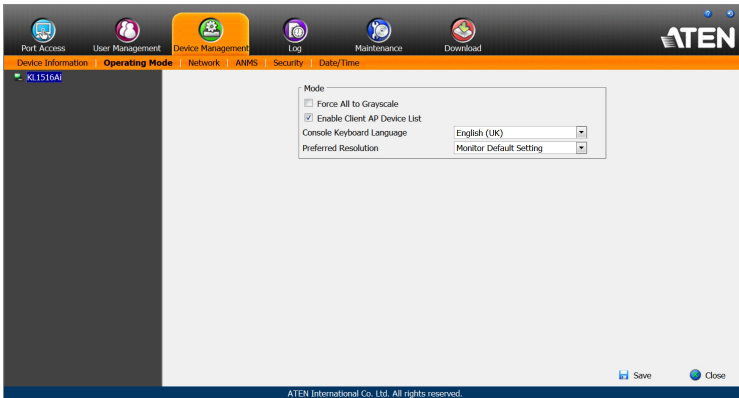 ATEN
Port Access
User Management
Device Management
Log
Maintenance
Download
Device Information | Operating Mode | Network | ANMS | Security | Date/Time
KL1516Ai
Mode
Force All to Grayscale
Enable Client AP Device List
Console Keyboard Language English (UK)
Preferred Resolution Monitor Default Setting
Save
Close
ATEN International Co. Ltd. All rights reserved.